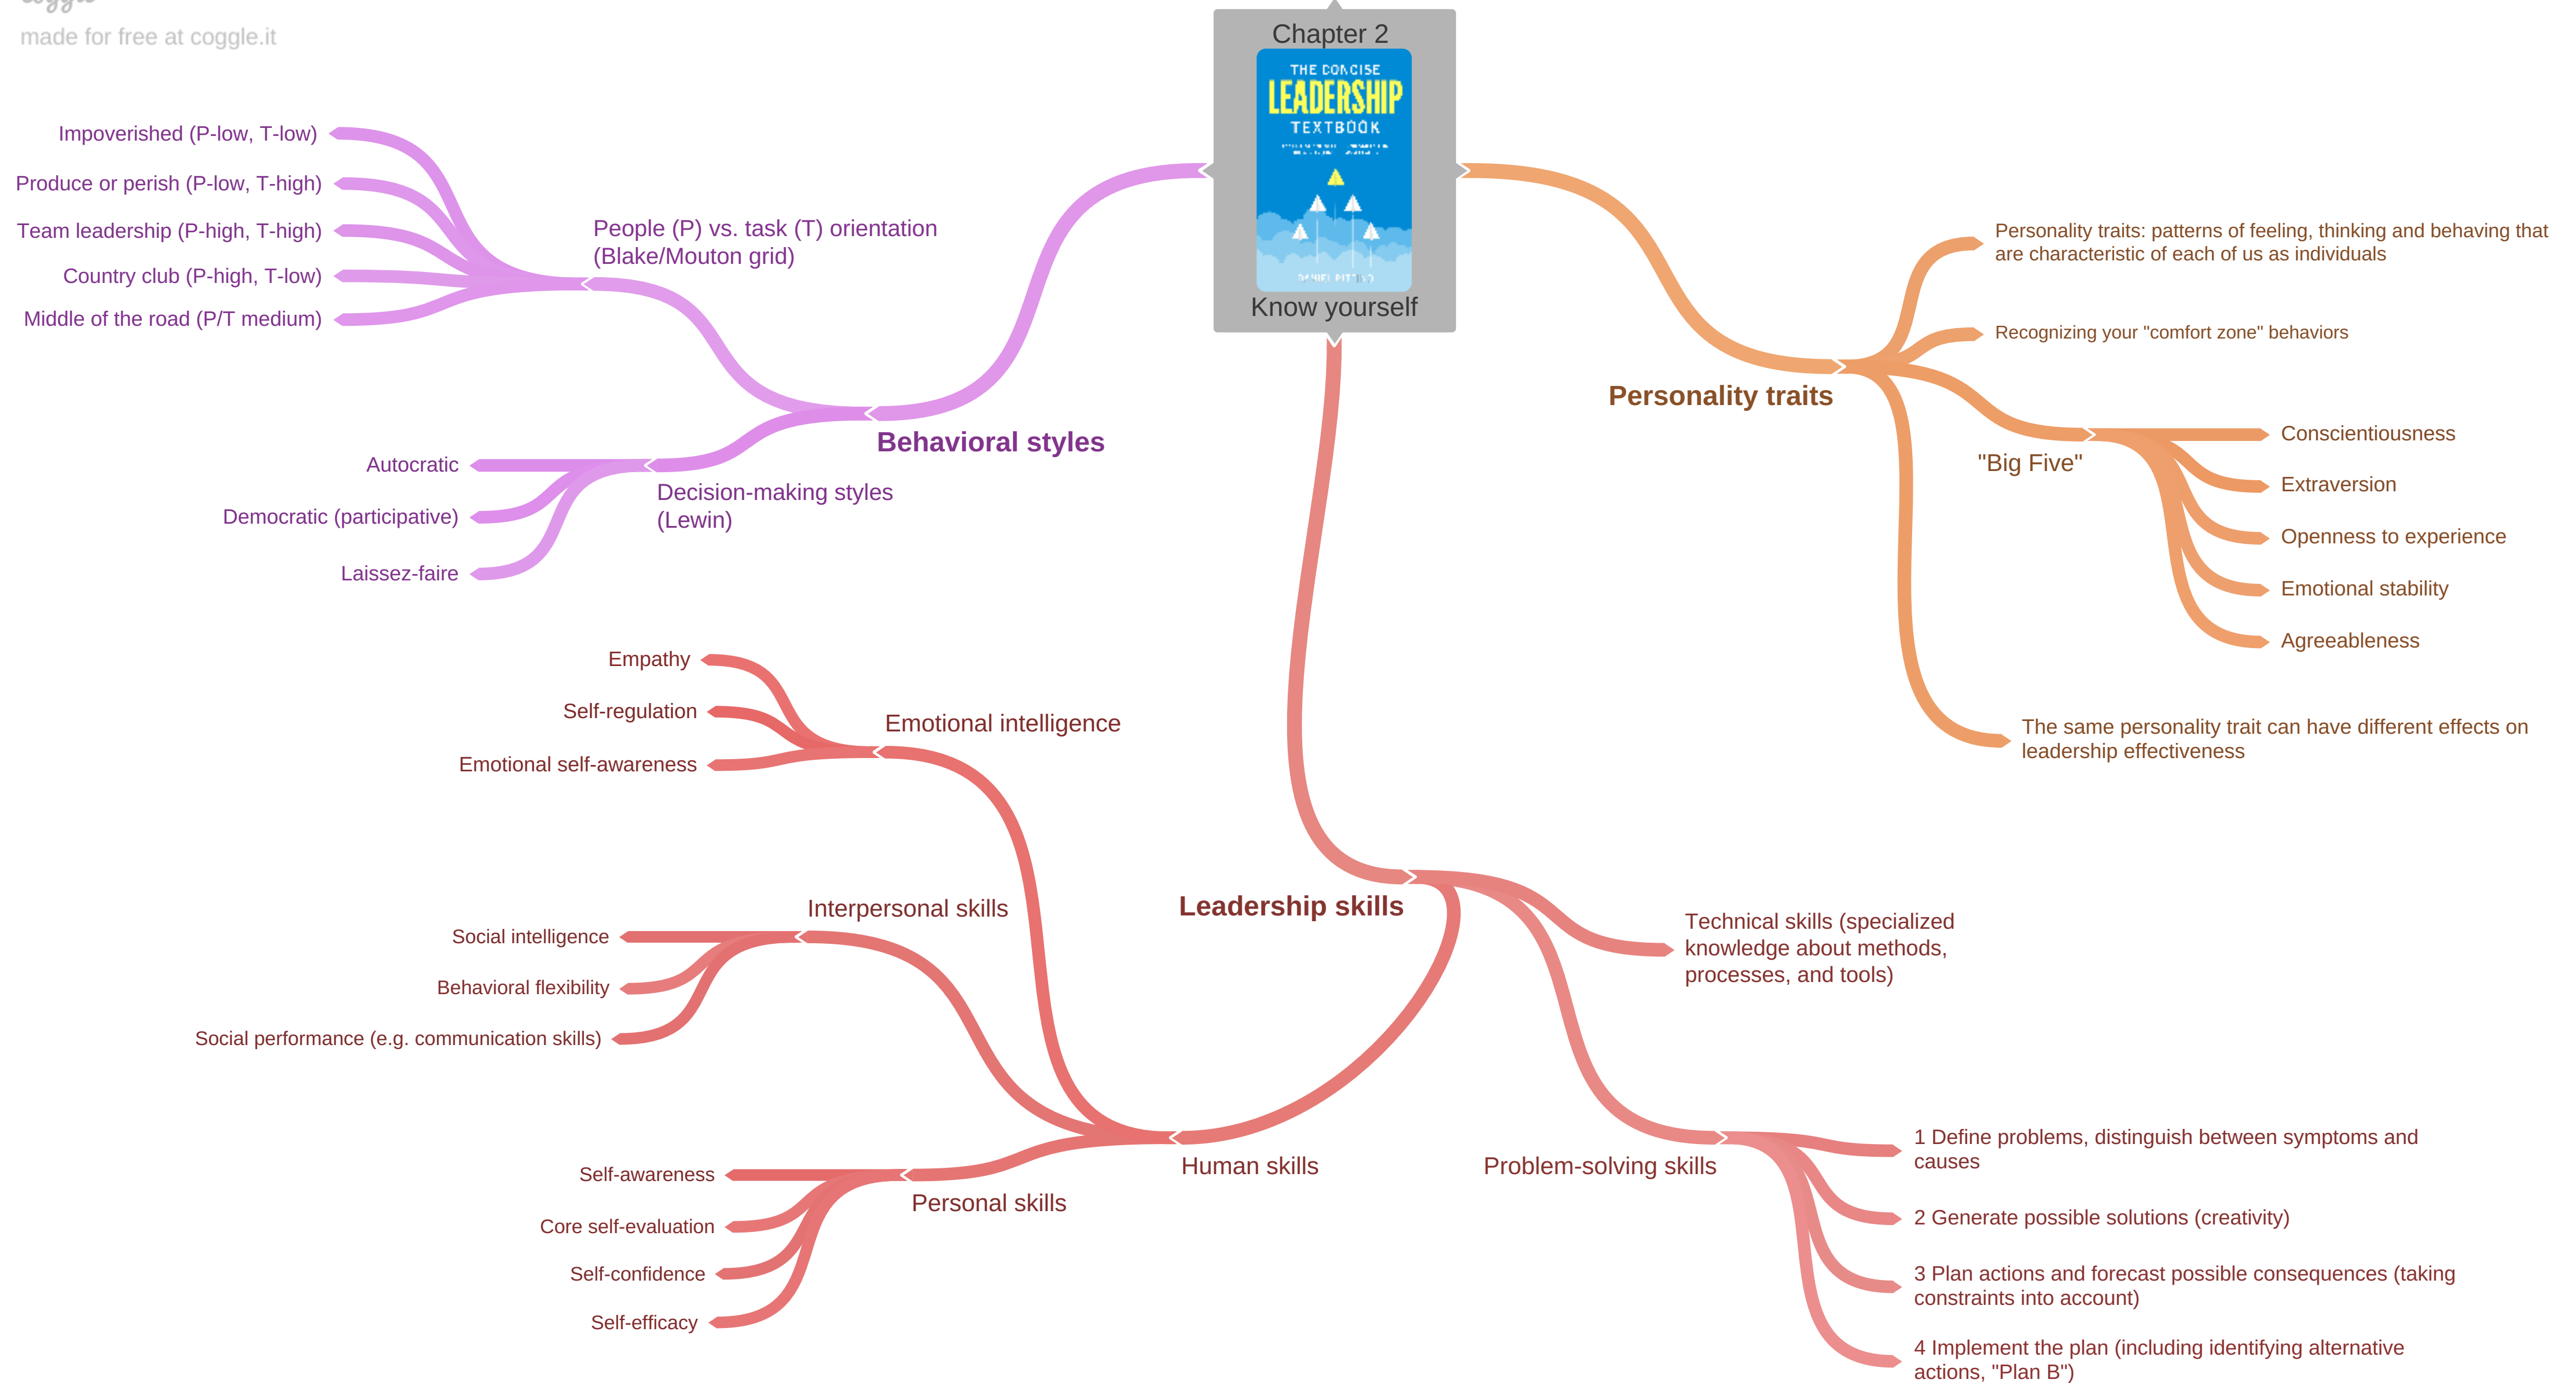 made for free at coggle.it
Chapter 2
THE CONCISE
LEADERSHIP
TEXTBOOK
Know yourself
Impoverished (P-low, T-low)
Produce or perish (P-low, T-high)
Team leadership (P-high, T-high)
Country club (P-high, T-low)
Middle of the road (P/T medium)
People (P) vs. task (T) orientation
(Blake/Mouton grid)
Behavioral styles
Autocratic
Democratic (participative)
Laissez-faire
Decision-making styles
(Lewin)
Personality traits
Personality traits: patterns of feeling, thinking and behaving that
are characteristic of each of us as individuals
Recognizing your "comfort zone" behaviors
"Big Five"
Conscientiousness
Extraversion
Openness to experience
Emotional stability
Agreeableness
The same personality trait can have different effects on
leadership effectiveness
Empathy
Self-regulation
Emotional self-awareness
Emotional intelligence
Interpersonal skills
Social intelligence
Behavioral flexibility
Social performance (e.g. communication skills)
Leadership skills
Technical skills (specialized
knowledge about methods,
processes, and tools)
Human skills
Personal skills
Self-awareness
Core self-evaluation
Self-confidence
Self-efficacy
Problem-solving skills
1 Define problems, distinguish between symptoms and
causes
2 Generate possible solutions (creativity)
3 Plan actions and forecast possible consequences (taking
constraints into account)
4 Implement the plan (including identifying alternative
actions, "Plan B")